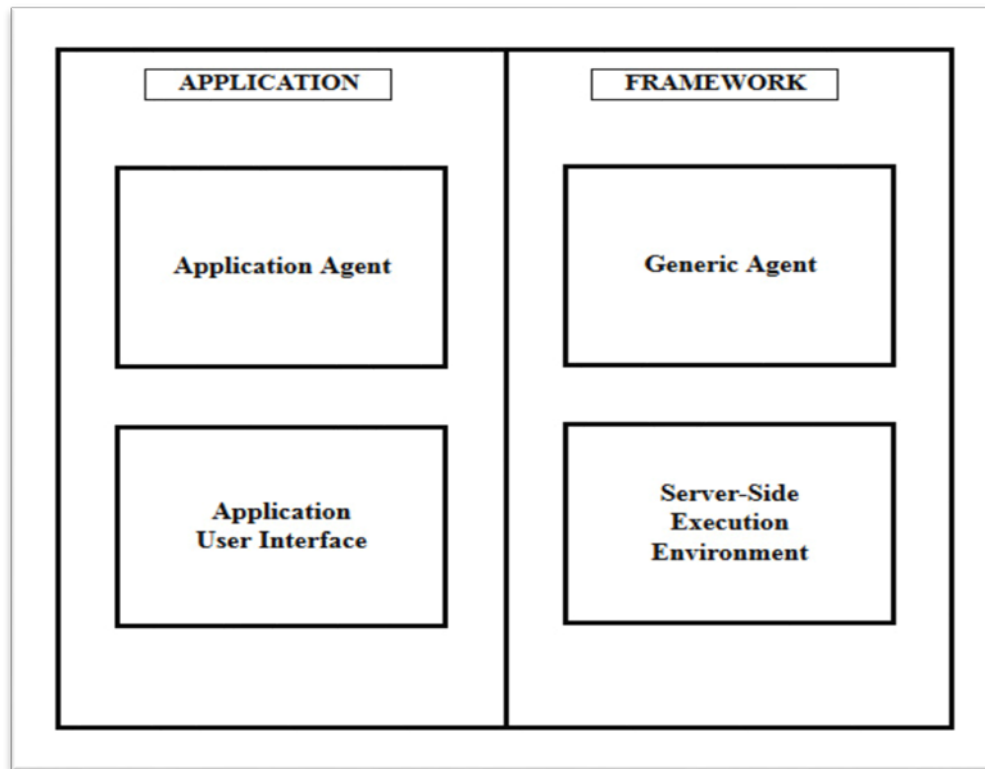 APPLICATION
Application Agent
Application
User Interface
FRAMEWORK
Generic Agent
Server-Side
Execution
Environment